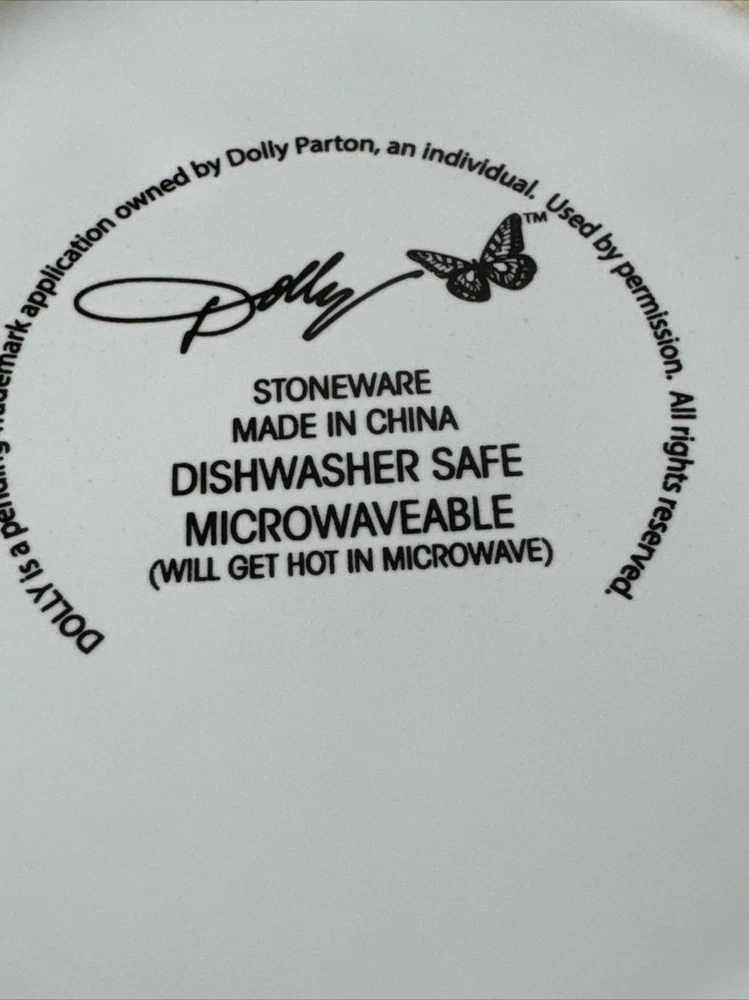 DOLLY is a pending trademark application owned by Dolly Parton, an individual. Used by permission. All rights reserved.
Dolly ™
STONEWARE
MADE IN CHINA
DISHWASHER SAFE
MICROWAVEABLE
(WILL GET HOT IN MICROWAVE)